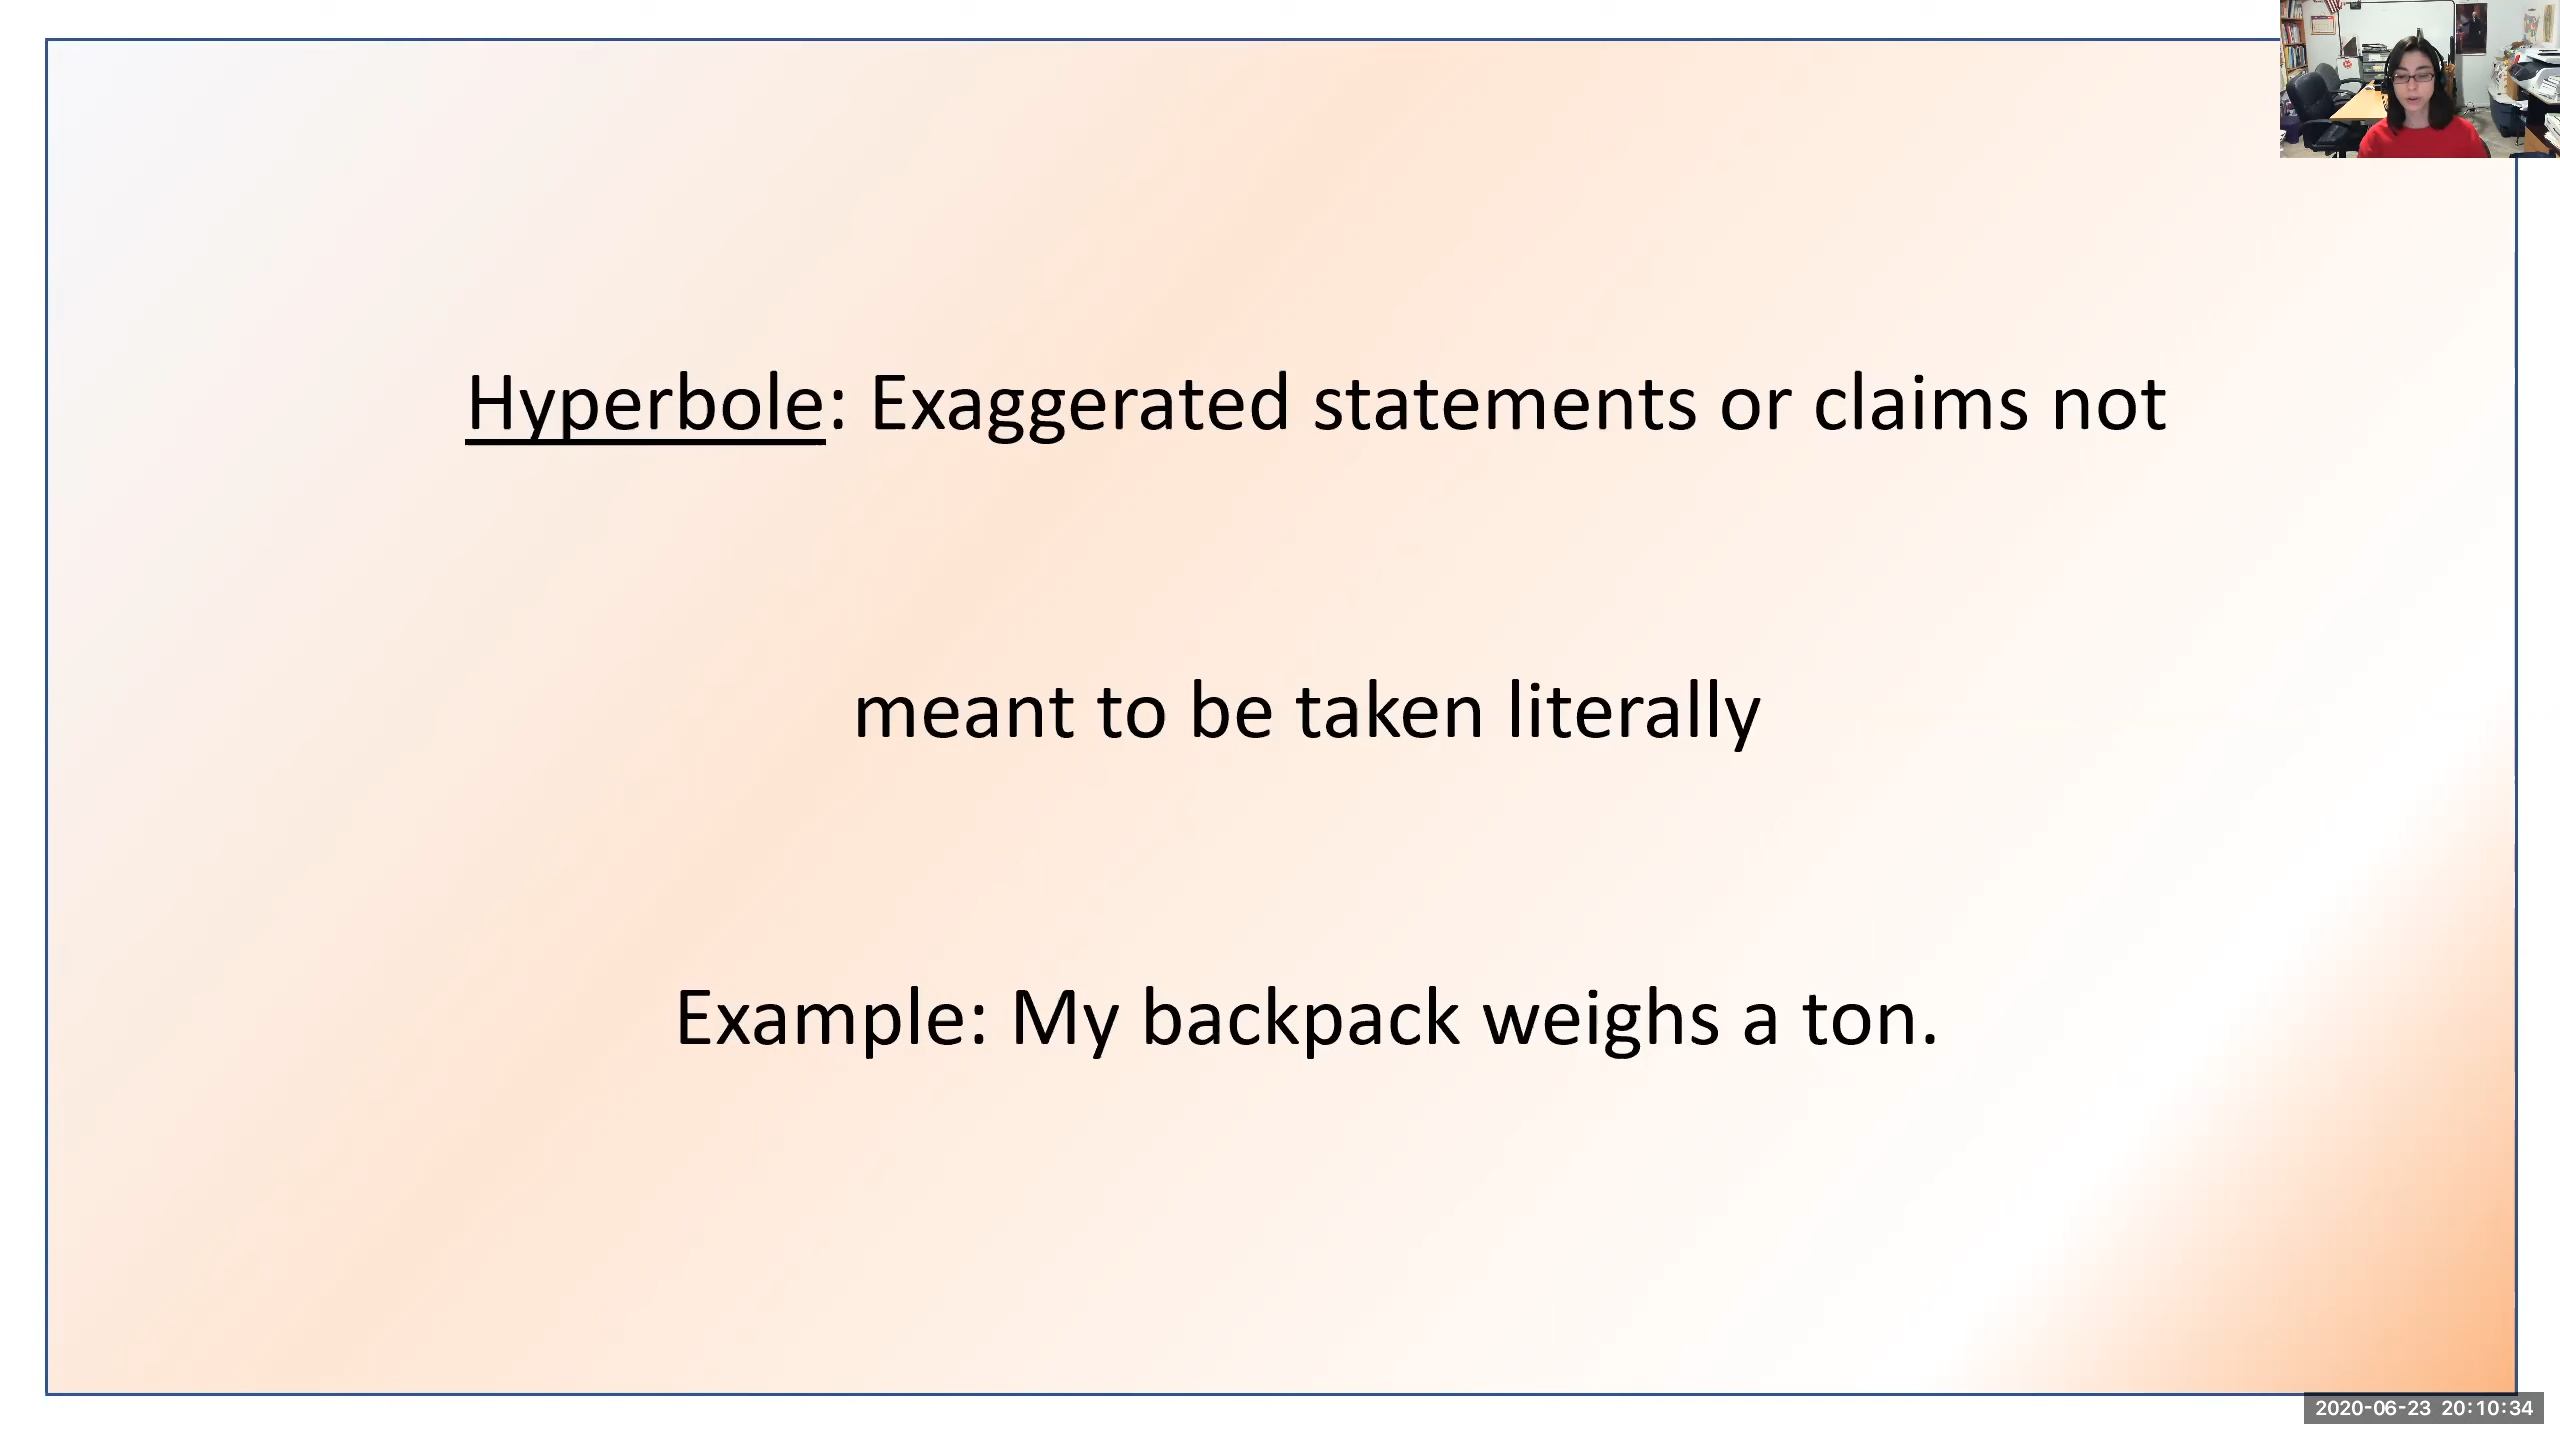 Hyperbole: Exaggerated statements or claims not
meant to be taken literally
Example: My backpack weighs a ton.
2020-06-23 20:10:34